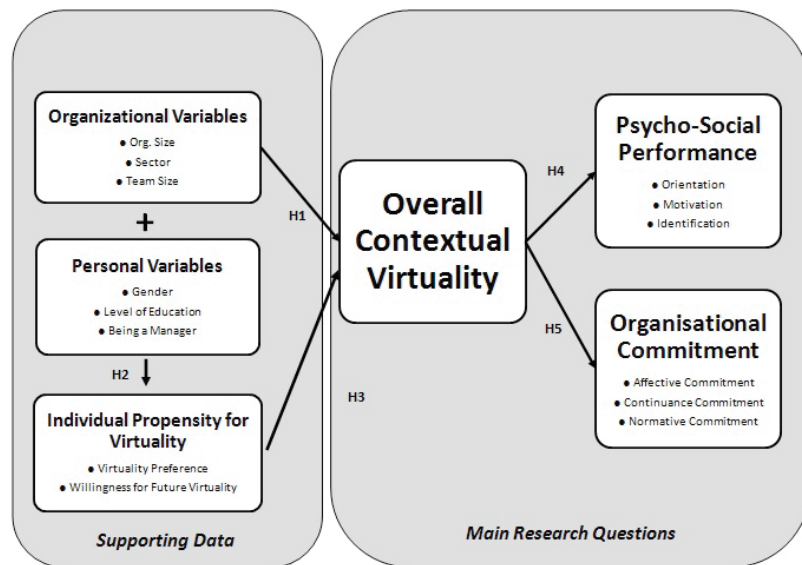 Organizational Variables
● Org. Size
● Sector
● Team Size
+
Personal Variables
● Gender
● Level of Education
● Being a Manager
H2
Individual Propensity for
Virtuality
● Virtuality Preference
● Willingness for Future Virtuality
Supporting Data
H1
H3
Overall
Contextual
Virtuality
H4
H5
Psycho-Social
Performance
● Orientation
● Motivation
● Identification
Organisational
Commitment
● Affective Commitment
● Continuance Commitment
● Normative Commitment
Main Research Questions